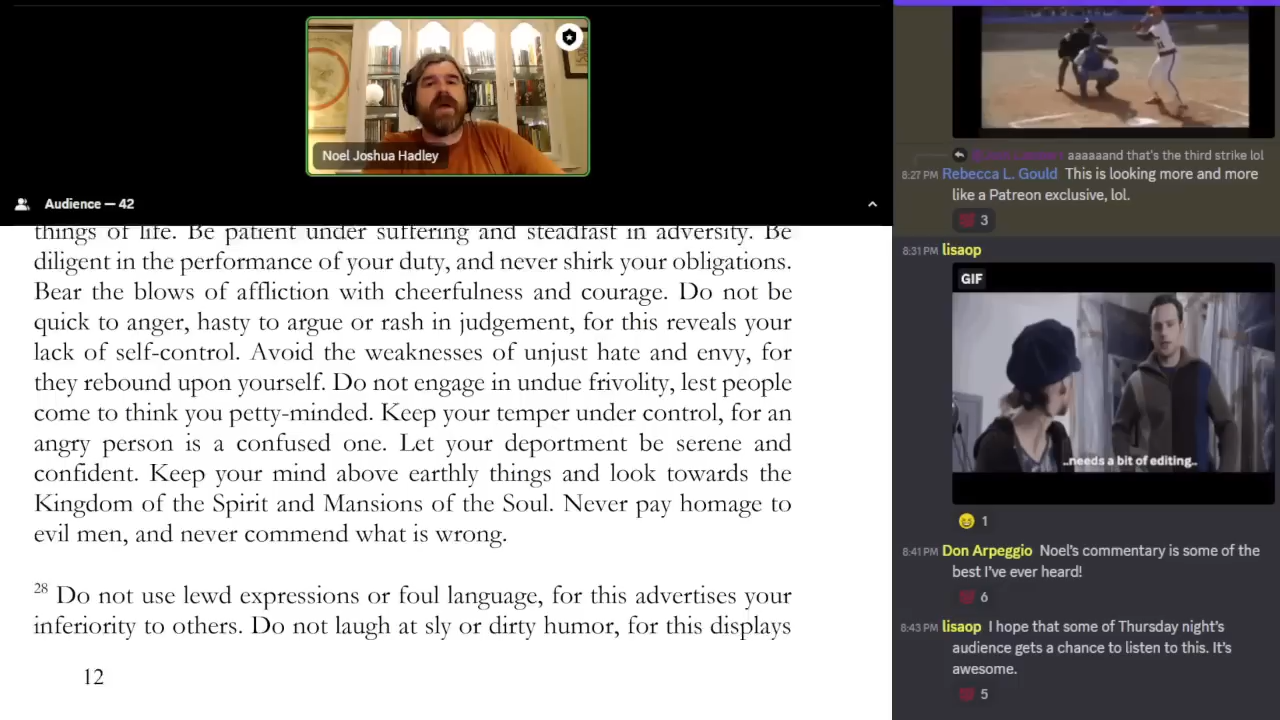 Noel Joshua Hadley
Audience — 42
things of life. Be patient under suffering and steadfast in adversity. Be
diligent in the performance of your duty, and never shirk your obligations.
Bear the blows of affliction with cheerfulness and courage. Do not be
quick to anger, hasty to argue or rash in judgement, for this reveals your
lack of self-control. Avoid the weaknesses of unjust hate and envy, for
they rebound upon yourself. Do not engage in undue frivolity, lest people
come to think you petty-minded. Keep your temper under control, for an
angry person is a confused one. Let your deportment be serene and
confident. Keep your mind above earthly things and look towards the
Kingdom of the Spirit and Mansions of the Soul. Never pay homage to
evil men, and never commend what is wrong.
28 Do not use lewd expressions or foul language, for this advertises your
inferiority to others. Do not laugh at sly or dirty humor, for this displays
12
aaaaand that's the third strike lol
8:27 PM Rebecca L. Gould This is looking more and more
like a Patreon exclusive, lol.
3
8:31 PM lisaop
GIF
..needs a bit of editing..
1
8:41 PM Don Arpeggio Noel's commentary is some of the
best I've ever heard!
6
8:43 PM lisaop I hope that some of Thursday night's
audience gets a chance to listen to this. It's
awesome.
5